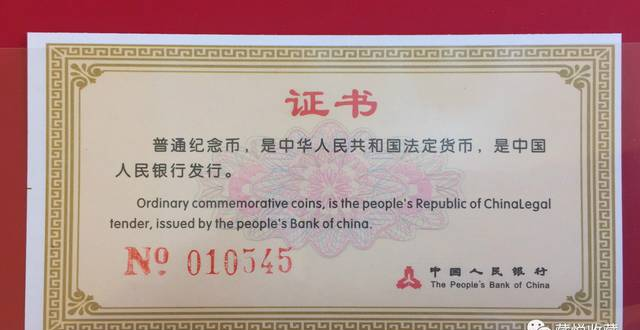 证书
普通纪念币，是中华人民共和国法定货币，是中国
人民银行发行。
Ordinary commemorative coins, is the people's Republic of ChinaLegal
tender, issued by the people's Bank of china.
Nº 010545
中国人民银行
The People's Bank of China